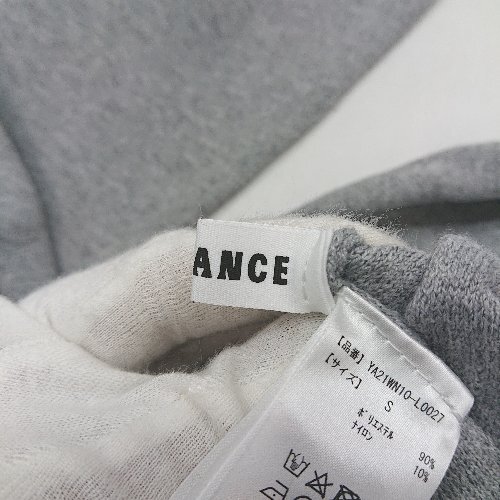 ANCE
【品番】 YA21WN10-L0027
【サイズ】 S
ポリエステル 90%
ナイロン 10%